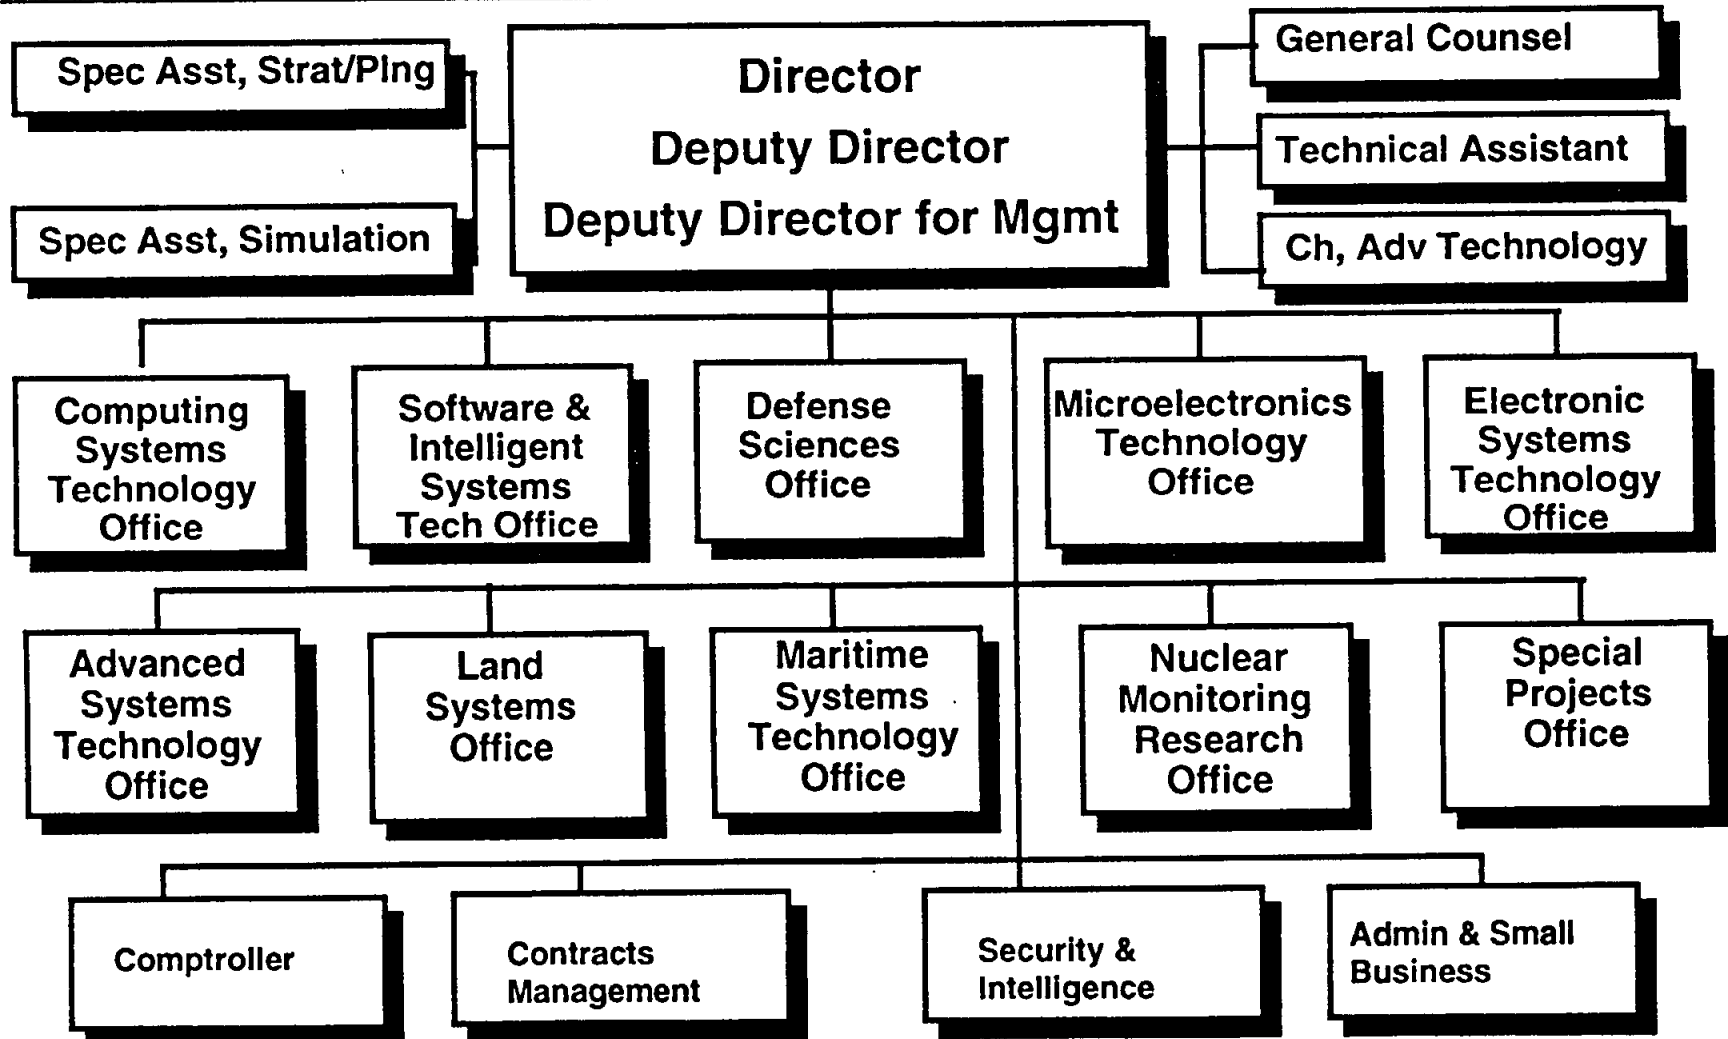 Spec Asst, Strat/Plng
Spec Asst, Simulation
Director
Deputy Director
Deputy Director for Mgmt
General Counsel
Technical Assistant
Ch, Adv Technology
Computing
Systems
Technology
Office
Software &
Intelligent
Systems
Tech Office
Defense
Sciences
Office
Microelectronics
Technology
Office
Electronic
Systems
Technology
Office
Advanced
Systems
Technology
Office
Land
Systems
Office
Maritime
Systems
Technology
Office
Nuclear
Monitoring
Research
Office
Special
Projects
Office
Comptroller
Contracts
Management
Security &
Intelligence
Admin & Small
Business